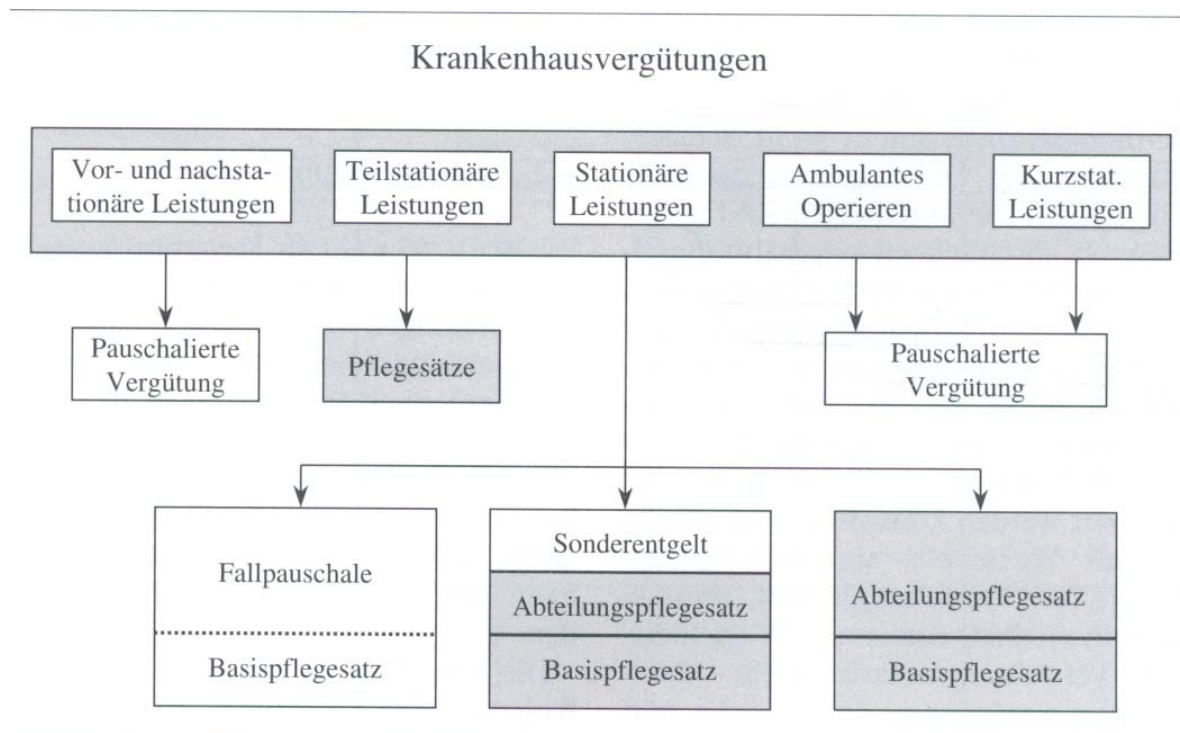 Krankenhausvergütungen
Vor- und nachsta-
tionäre Leistungen
Teilstationäre
Leistungen
Stationäre
Leistungen
Ambulantes
Operieren
Kurzstat.
Leistungen
Pauschalierte
Vergütung
Pflegesätze
Pauschalierte
Vergütung
Fallpauschale
Basispflegesatz
Sonderentgelt
Abteilungspflegesatz
Basispflegesatz
Abteilungspflegesatz
Basispflegesatz